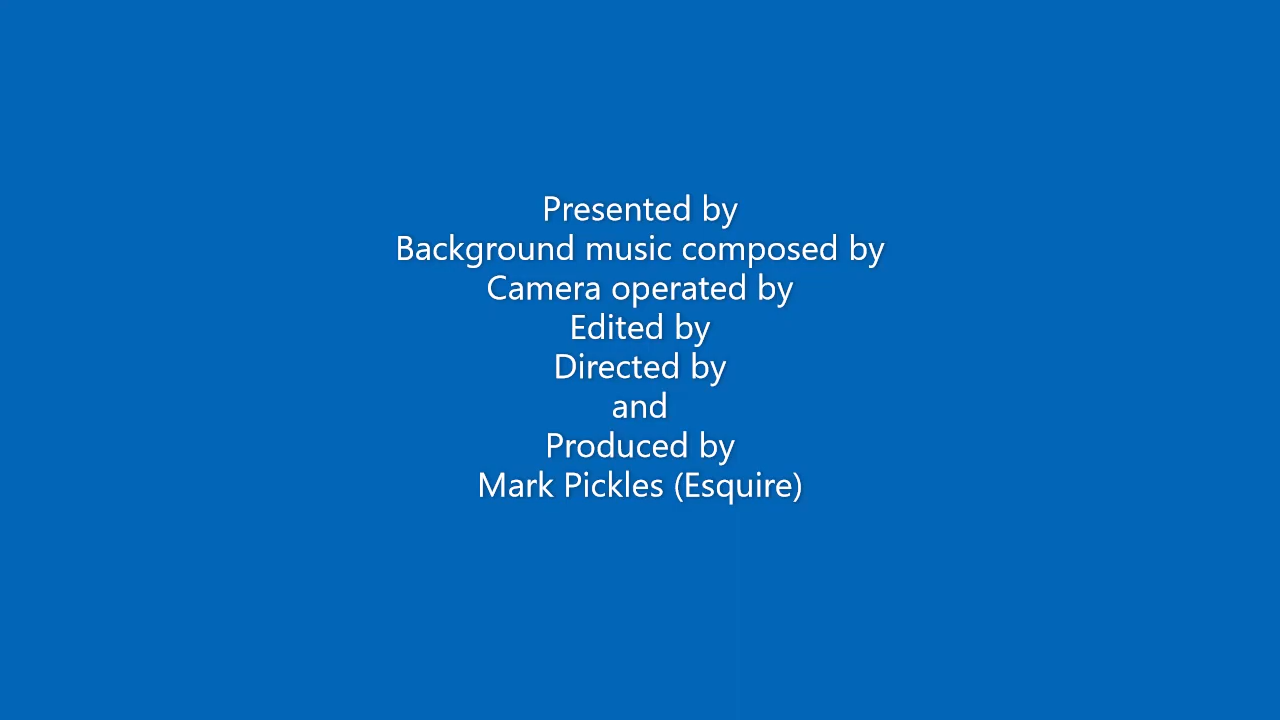 Presented by
Background music composed by
Camera operated by
Edited by
Directed by
and
Produced by
Mark Pickles (Esquire)